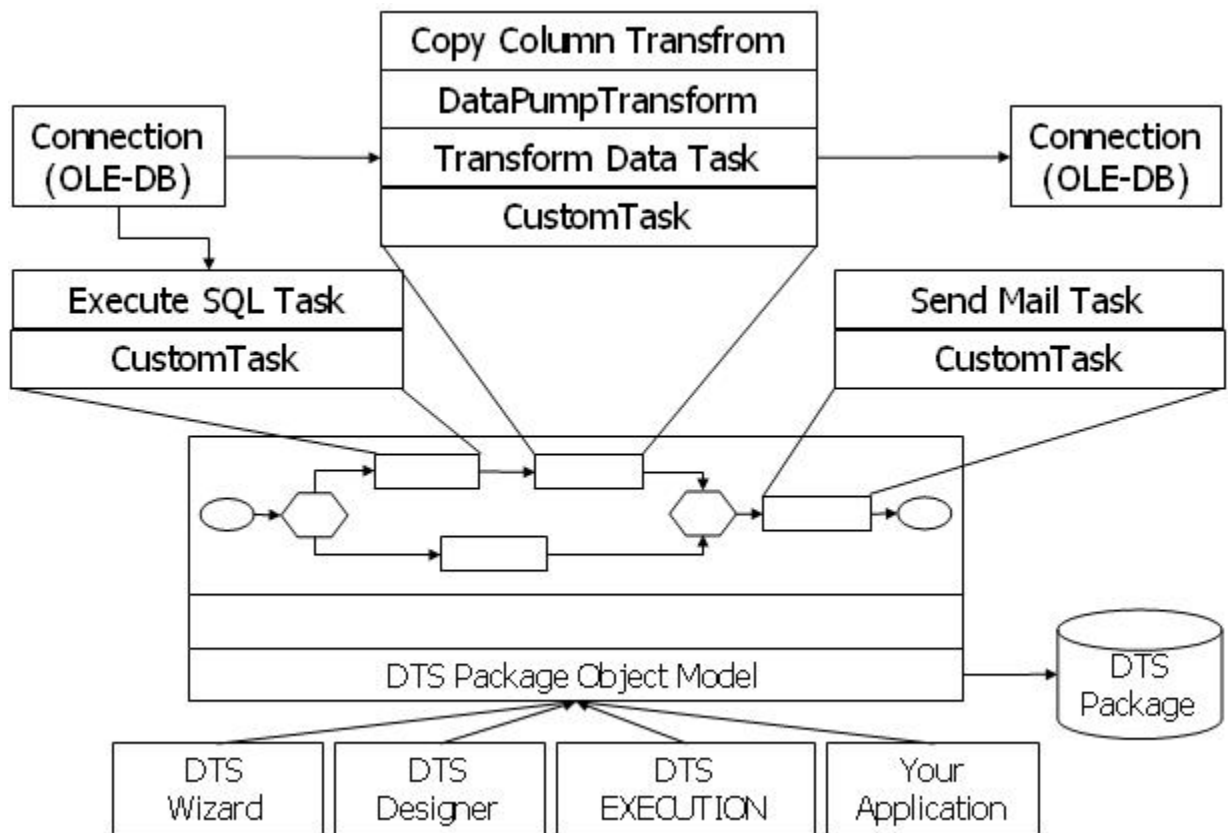 Copy Column Transfrom
DataPumpTransform
Transform Data Task
CustomTask
Connection
(OLE-DB)
Connection
(OLE-DB)
Execute SQL Task
CustomTask
Send Mail Task
CustomTask
DTS Package Object Model
DTS
Package
DTS
Wizard
DTS
Designer
DTS
EXECUTION
Your
Application